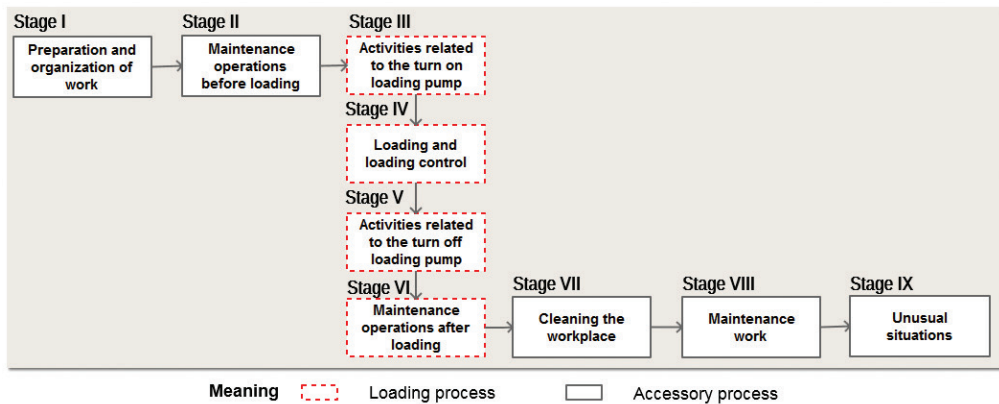 Stage I
Preparation and
organization of
work
Stage II
Maintenance
operations
before loading
Stage III
Activities related
to the turn on
loading pump
Stage IV
Loading and
loading control
Stage V
Activities related
to the turn off
loading pump
Stage VI
Maintenance
operations after
loading
Stage VII
Cleaning the
workplace
Stage VIII
Maintenance
work
Stage IX
Unusual
situations
Meaning
Loading process
Accessory process